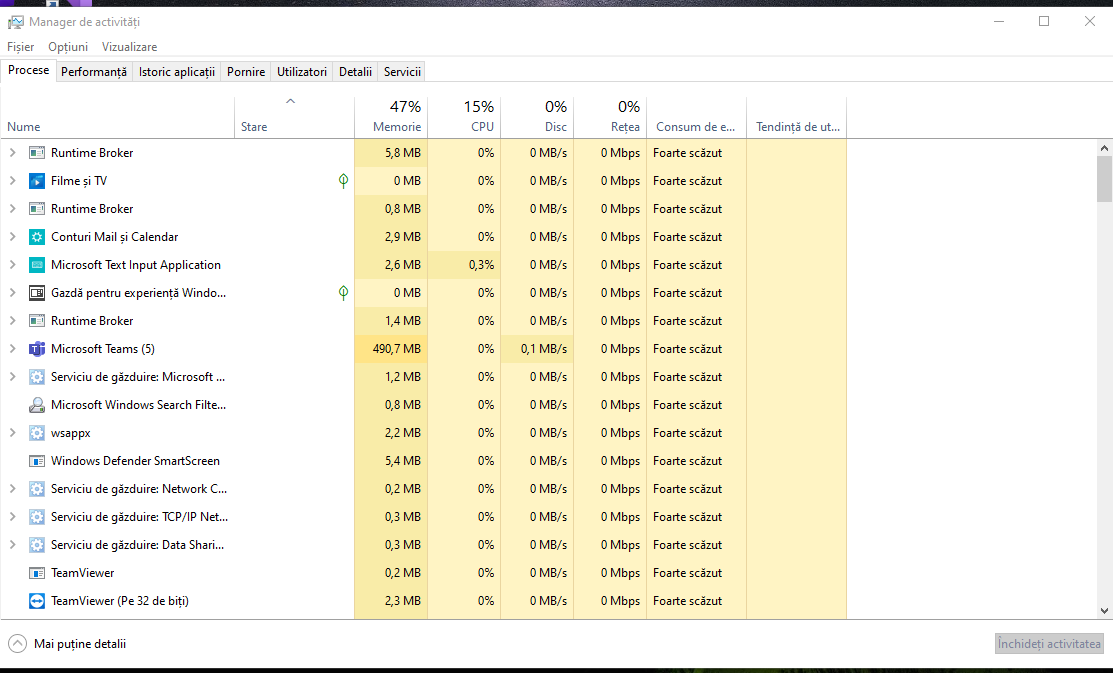 Manager de activități
Fișier Opțiuni Vizualizare
Procese Performanță Istoric aplicații Pornire Utilizatori Detalii Servicii
47% 15% 0% 0%
Nume Stare Memorie CPU Disc Rețea Consum de e... Tendință de ut...
Runtime Broker 5,8 MB 0% 0 MB/s 0 Mbps Foarte scăzut
Filme și TV 0 MB 0% 0 MB/s 0 Mbps Foarte scăzut
Runtime Broker 0,8 MB 0% 0 MB/s 0 Mbps Foarte scăzut
Conturi Mail și Calendar 2,9 MB 0% 0 MB/s 0 Mbps Foarte scăzut
Microsoft Text Input Application 2,6 MB 0,3% 0 MB/s 0 Mbps Foarte scăzut
Gazdă pentru experiență Windo... 0 MB 0% 0 MB/s 0 Mbps Foarte scăzut
Runtime Broker 1,4 MB 0% 0 MB/s 0 Mbps Foarte scăzut
Microsoft Teams (5) 490,7 MB 0% 0,1 MB/s 0 Mbps Foarte scăzut
Serviciu de găzduire: Microsoft ... 1,2 MB 0% 0 MB/s 0 Mbps Foarte scăzut
Microsoft Windows Search Filte... 0,8 MB 0% 0 MB/s 0 Mbps Foarte scăzut
wsappx 2,2 MB 0% 0 MB/s 0 Mbps Foarte scăzut
Windows Defender SmartScreen 5,4 MB 0% 0 MB/s 0 Mbps Foarte scăzut
Serviciu de găzduire: Network C... 0,2 MB 0% 0 MB/s 0 Mbps Foarte scăzut
Serviciu de găzduire: TCP/IP Net... 0,3 MB 0% 0 MB/s 0 Mbps Foarte scăzut
Serviciu de găzduire: Data Shari... 0,3 MB 0% 0 MB/s 0 Mbps Foarte scăzut
TeamViewer 0,2 MB 0% 0 MB/s 0 Mbps Foarte scăzut
TeamViewer (Pe 32 de biți) 2,3 MB 0% 0 MB/s 0 Mbps Foarte scăzut
Mai puține detalii Închideți activitatea